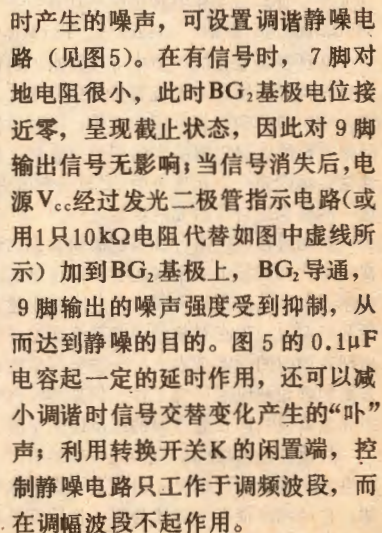 时产生的噪声，可设置调谐静噪电
路（见图5）。在有信号时，7脚对
地电阻很小，此时BG₂基极电位接
近零，呈现截止状态，因此对9脚
输出信号无影响；当信号消失后，电
源Vcc经过发光二极管指示电路(或
用1只10kΩ电阻代替如图中虚线所
示）加到BG₂基极上，BG₂导通，
9脚输出的噪声强度受到抑制，从
而达到静噪的目的。图5的0.1μF
电容起一定的延时作用，还可以减
小调谐时信号交替变化产生的“卟”
声；利用转换开关K的闲置端，控
制静噪电路只工作于调频波段，而
在调幅波段不起作用。